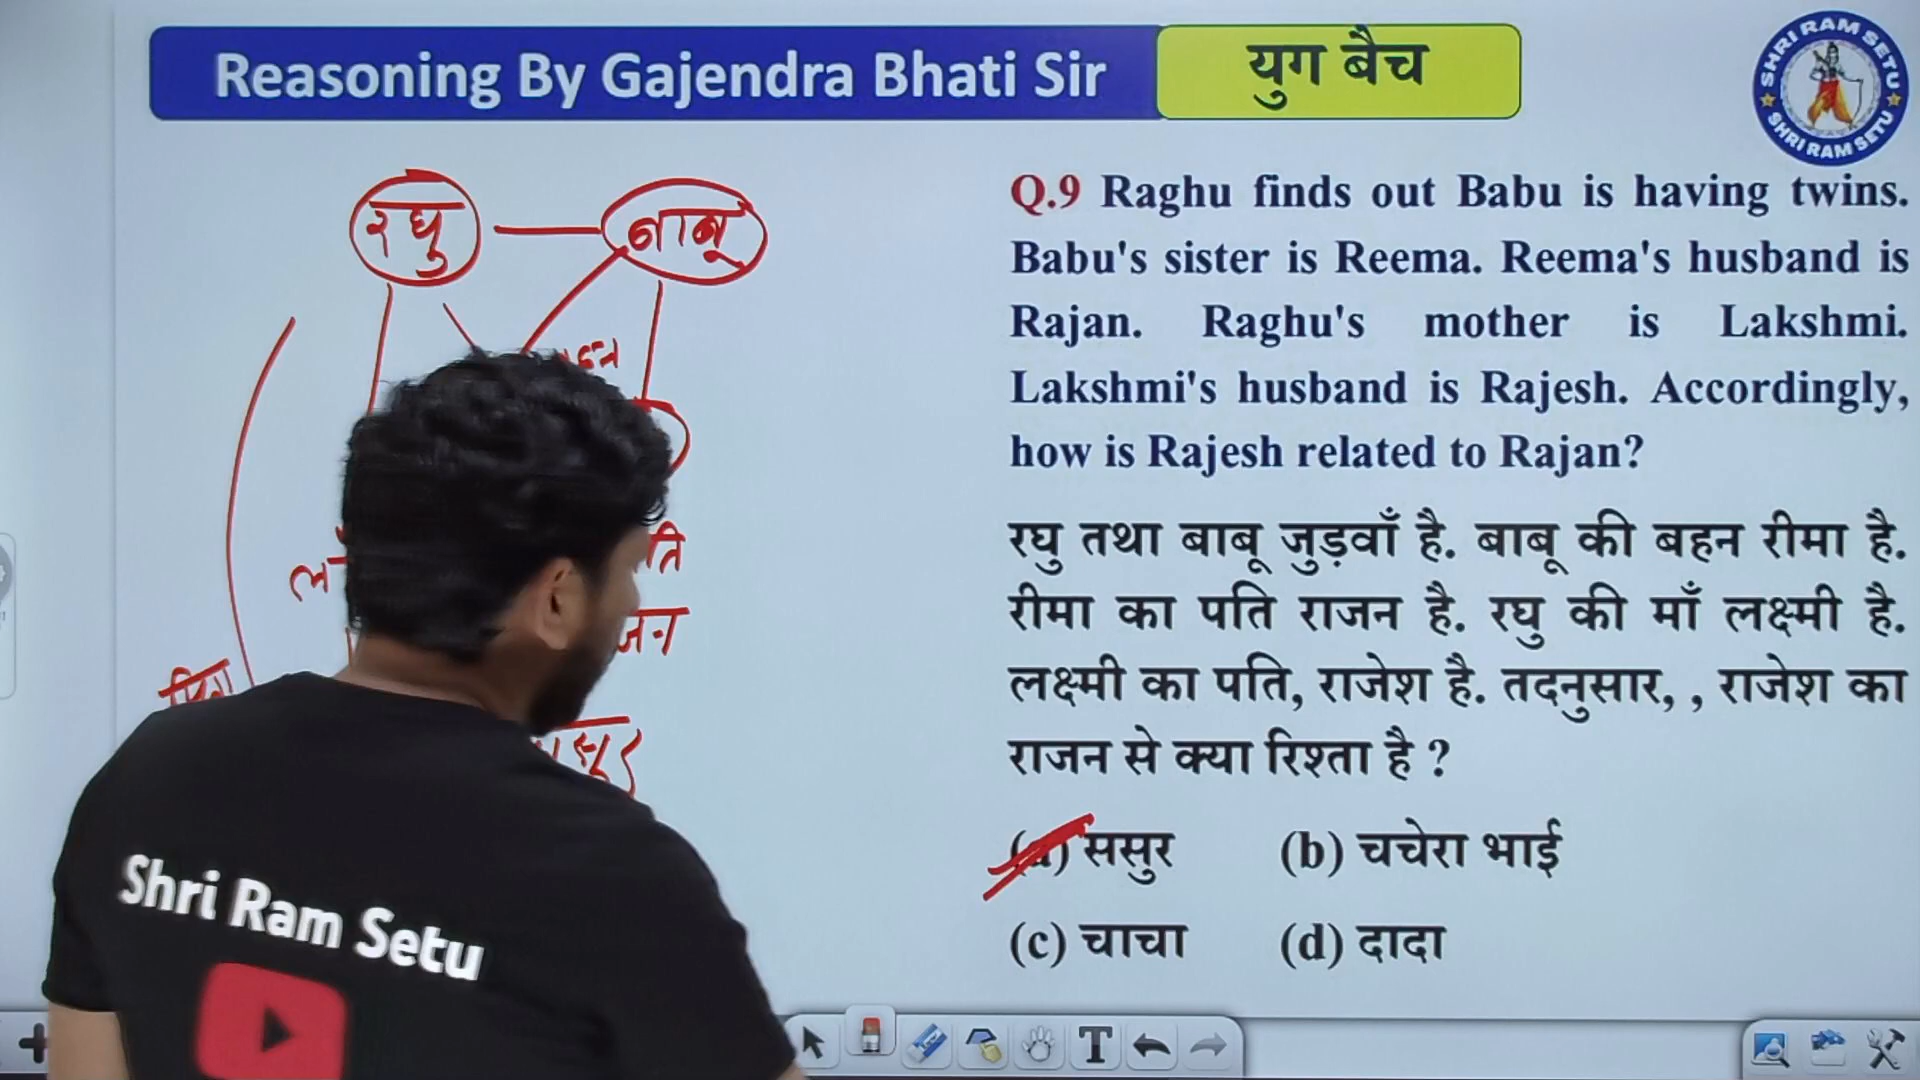 Reasoning By Gajendra Bhati Sir
युग बैच
SHRI RAM SETU
SHRI RAM SETU
रघु
बाबू
Q.9 Raghu finds out Babu is having twins.
Babu's sister is Reema. Reema's husband is
Rajan. Raghu's mother is Lakshmi.
Lakshmi's husband is Rajesh. Accordingly,
how is Rajesh related to Rajan?
रघु तथा बाबू जुड़वाँ है. बाबू की बहन रीमा है.
रीमा का पति राजन है. रघु की माँ लक्ष्मी है.
लक्ष्मी का पति, राजेश है. तदनुसार, , राजेश का
राजन से क्या रिश्ता है ?
(a) ससुर (b) चचेरा भाई
(c) चाचा (d) दादा
Shri Ram Setu
T